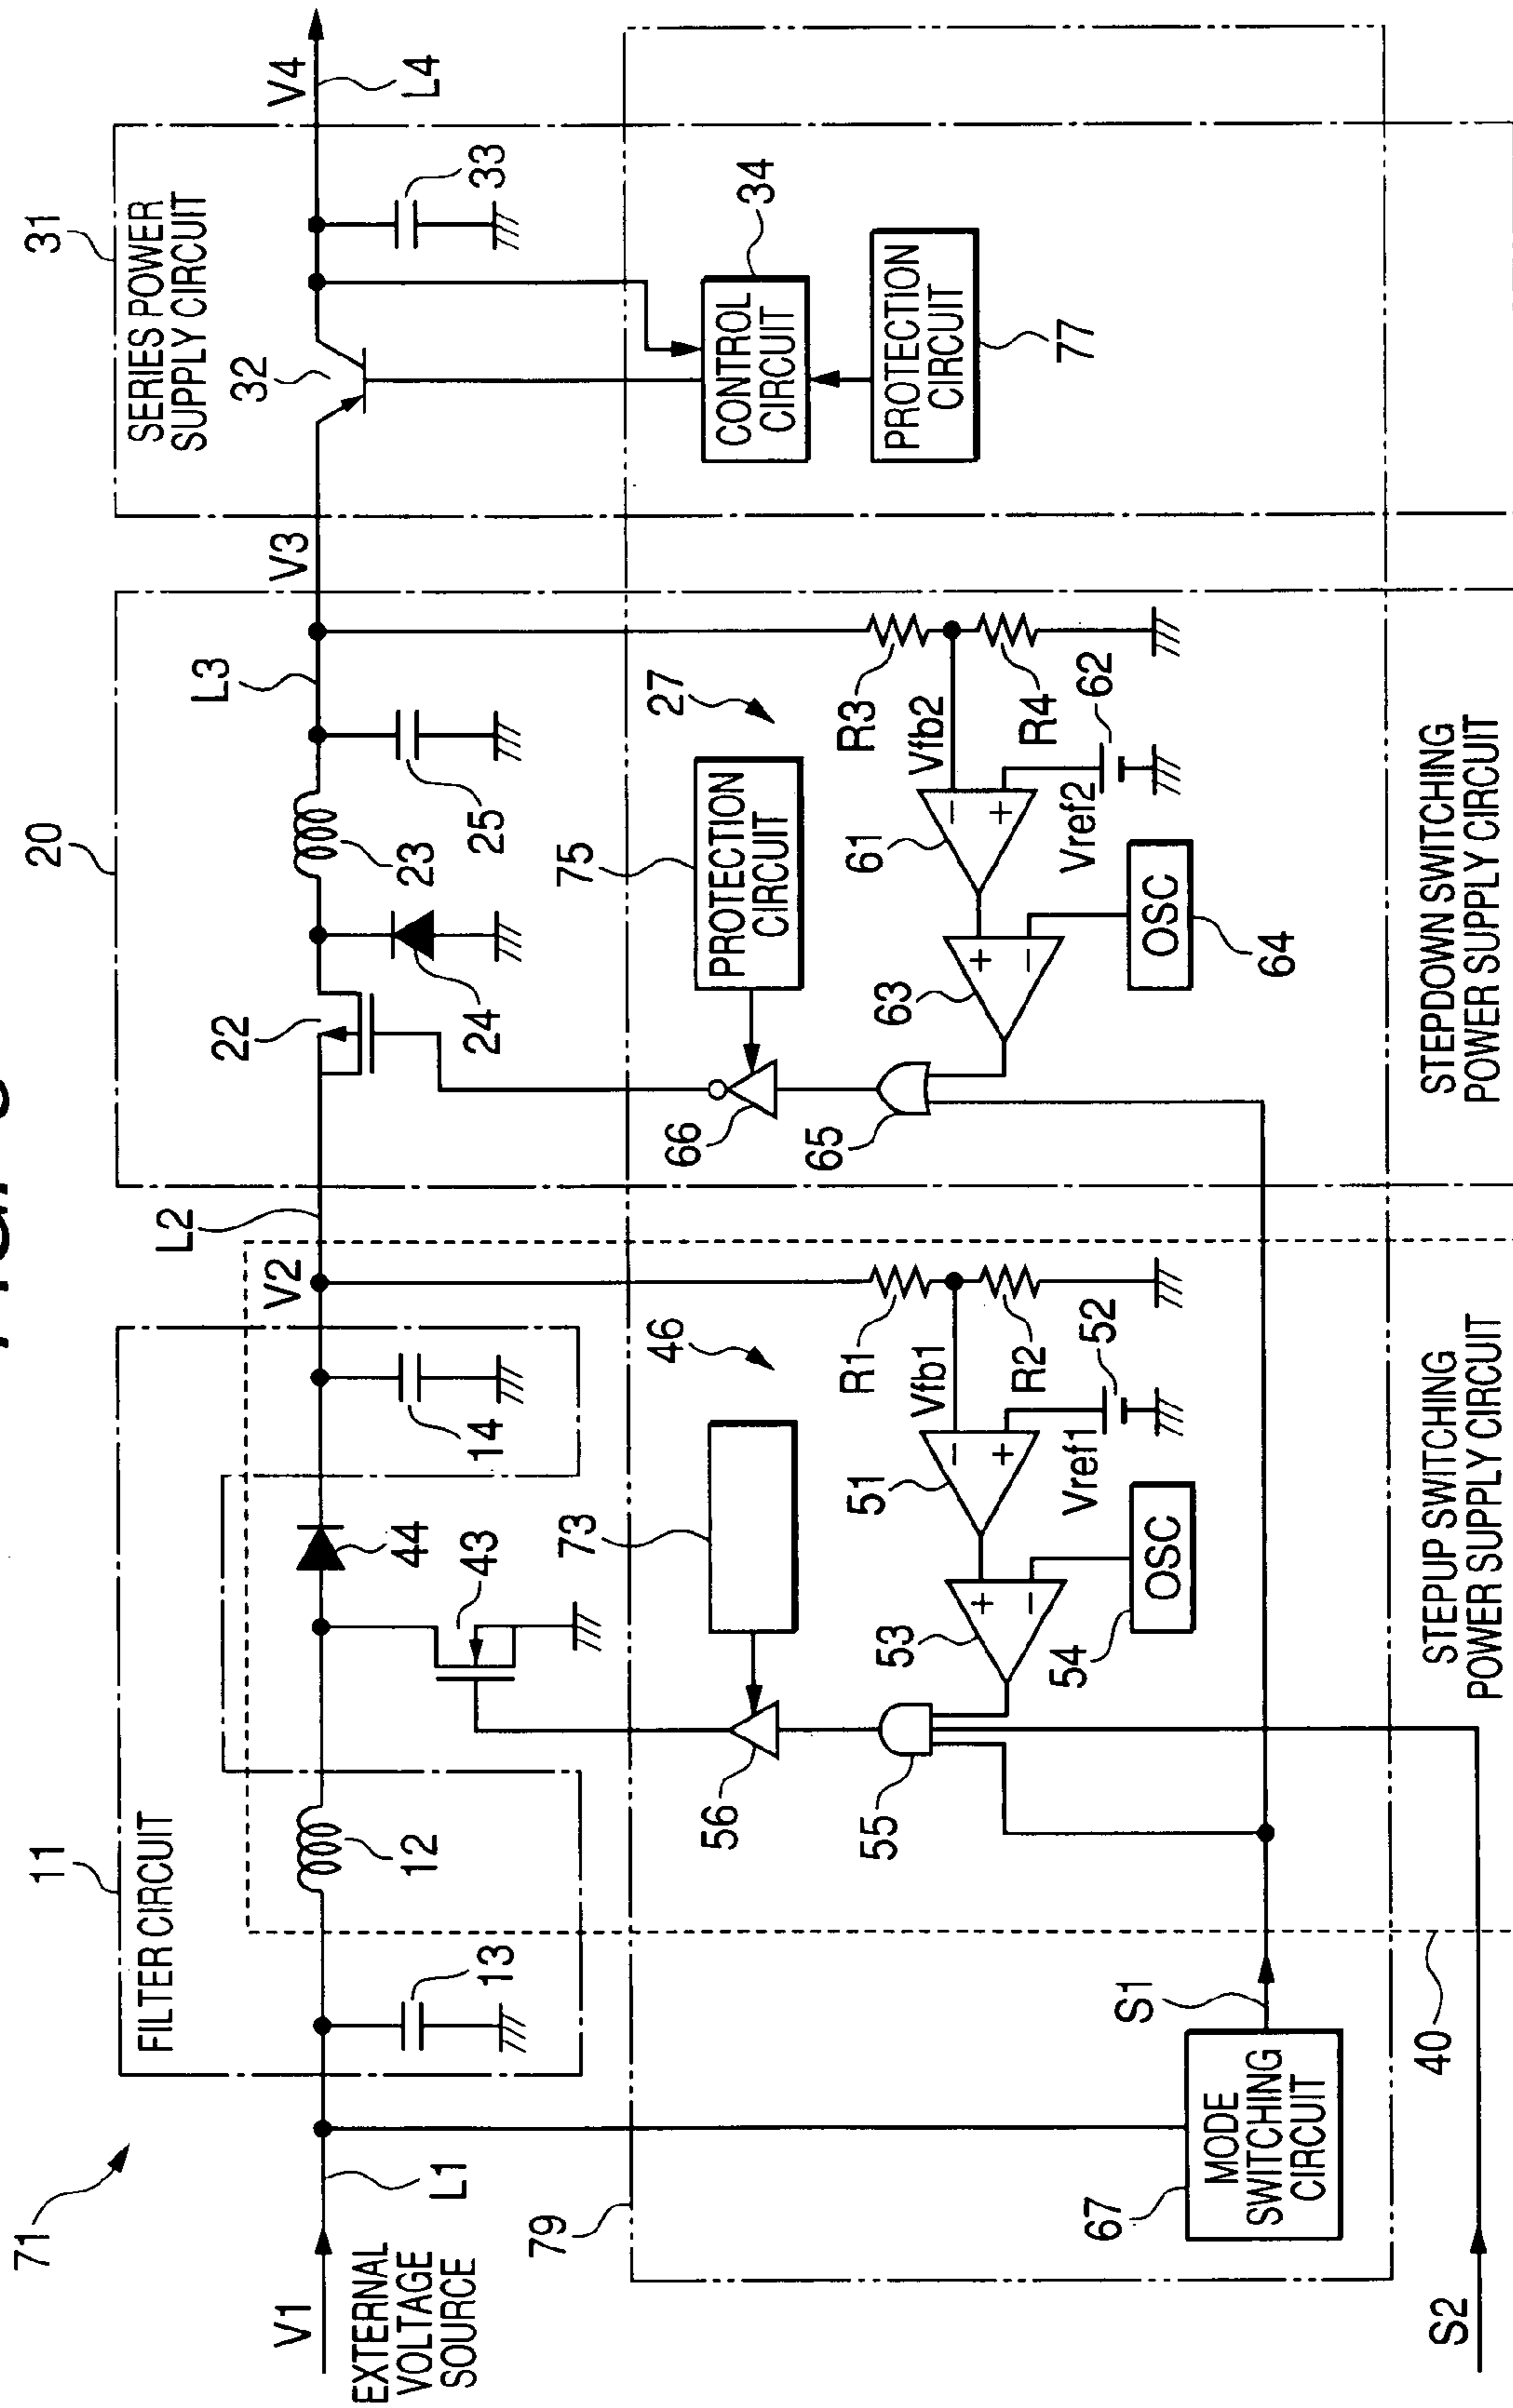 71
11
20
31
FILTER CIRCUIT
SERIES POWER
SUPPLY CIRCUIT
V1
V2
L2
22
L3
V3
32
V4
EXTERNAL
VOLTAGE
SOURCE
L1
13
12
43
44
14
24
23
25
33
L4
79
56
73
46
66
75
PROTECTION
CIRCUIT
27
CONTROL
CIRCUIT
34
55
53
51
R1
Vfb1
65
63
61
R3
Vfb2
PROTECTION
CIRCUIT
77
+
−
−
+
R2
+
−
−
+
R4
54
OSC
Vref1
52
64
OSC
Vref2
62
67
MODE
SWITCHING
CIRCUIT
S1
40
S2
STEPUP SWITCHING
POWER SUPPLY CIRCUIT
STEPDOWN SWITCHING
POWER SUPPLY CIRCUIT